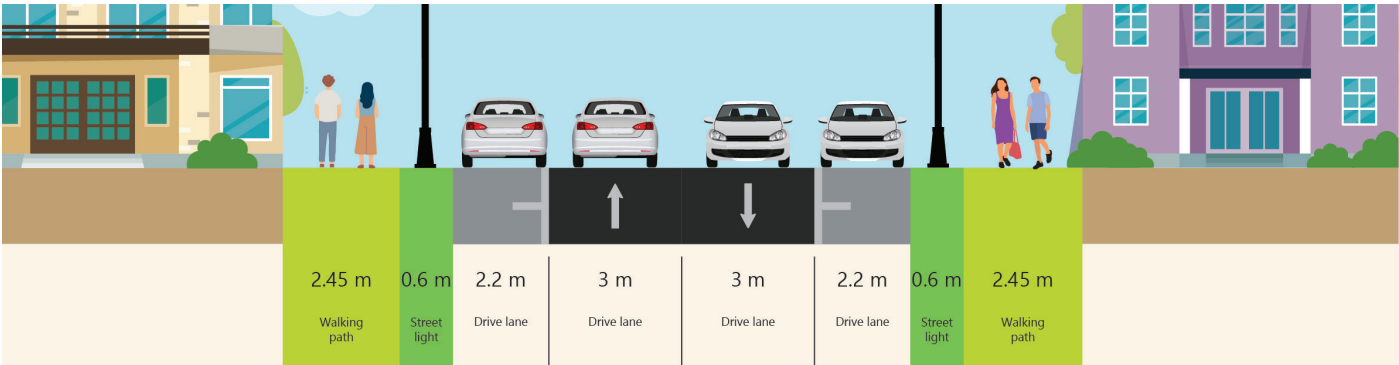 2.45 m
0.6 m
2.2 m
3 m
3 m
2.2 m
0.6 m
2.45 m
Walking
path
Street
light
Drive lane
Drive lane
Drive lane
Drive lane
Street
light
Walking
path